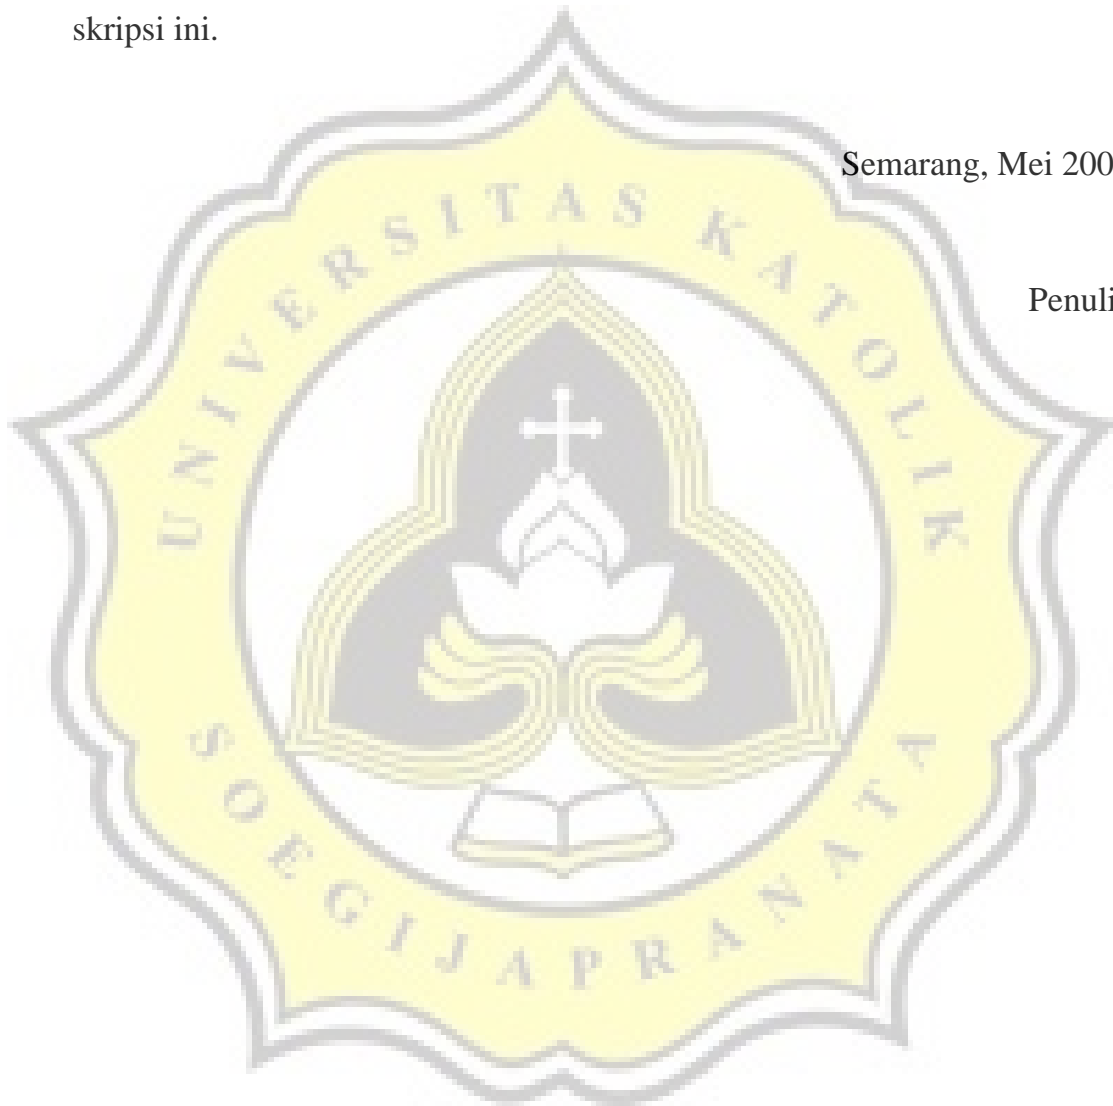 skripsi ini.
Semarang, Mei 200
Penuli
UNIVERSITAS KATOLIK
SOEGIJAPRANATA